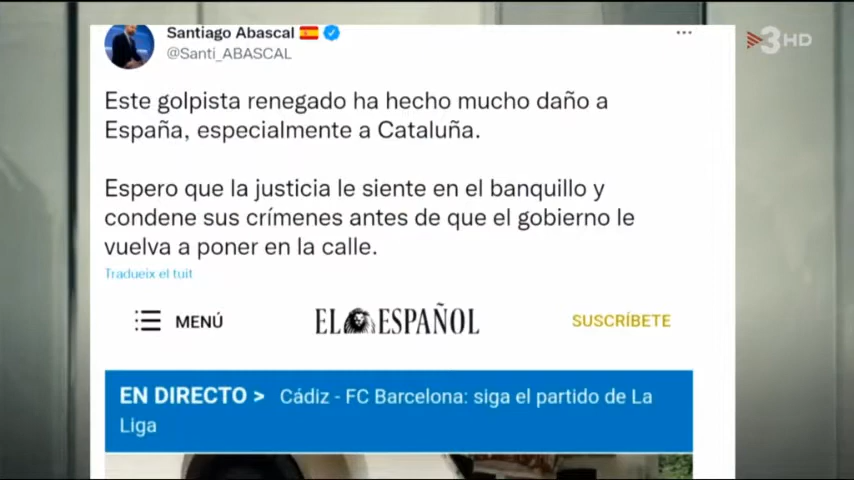 Santiago Abascal
@Santi_ABASCAL
3HD
Este golpista renegado ha hecho mucho daño a
España, especialmente a Cataluña.
Espero que la justicia le siente en el banquillo y
condene sus crímenes antes de que el gobierno le
vuelva a poner en la calle.
Tradueix el tuit
MENÚ
EL ESPAÑOL
SUSCRÍBETE
EN DIRECTO > Cádiz - FC Barcelona: siga el partido de La
Liga